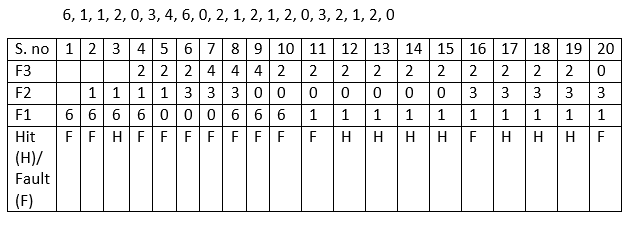 6, 1, 1, 2, 0, 3, 4, 6, 0, 2, 1, 2, 1, 2, 0, 3, 2, 1, 2, 0
S. no 1 2 3 4 5 6 7 8 9 10 11 12 13 14 15 16 17 18 19 20
F3 2 2 2 4 4 4 2 2 2 2 2 2 2 2 2 2 0
F2 1 1 1 1 3 3 3 0 0 0 0 0 0 0 3 3 3 3 3
F1 6 6 6 6 0 0 0 6 6 6 1 1 1 1 1 1 1 1 1 1
Hit F F H F F F F F F F F H H H H F H H H F
(H)/
Fault
(F)